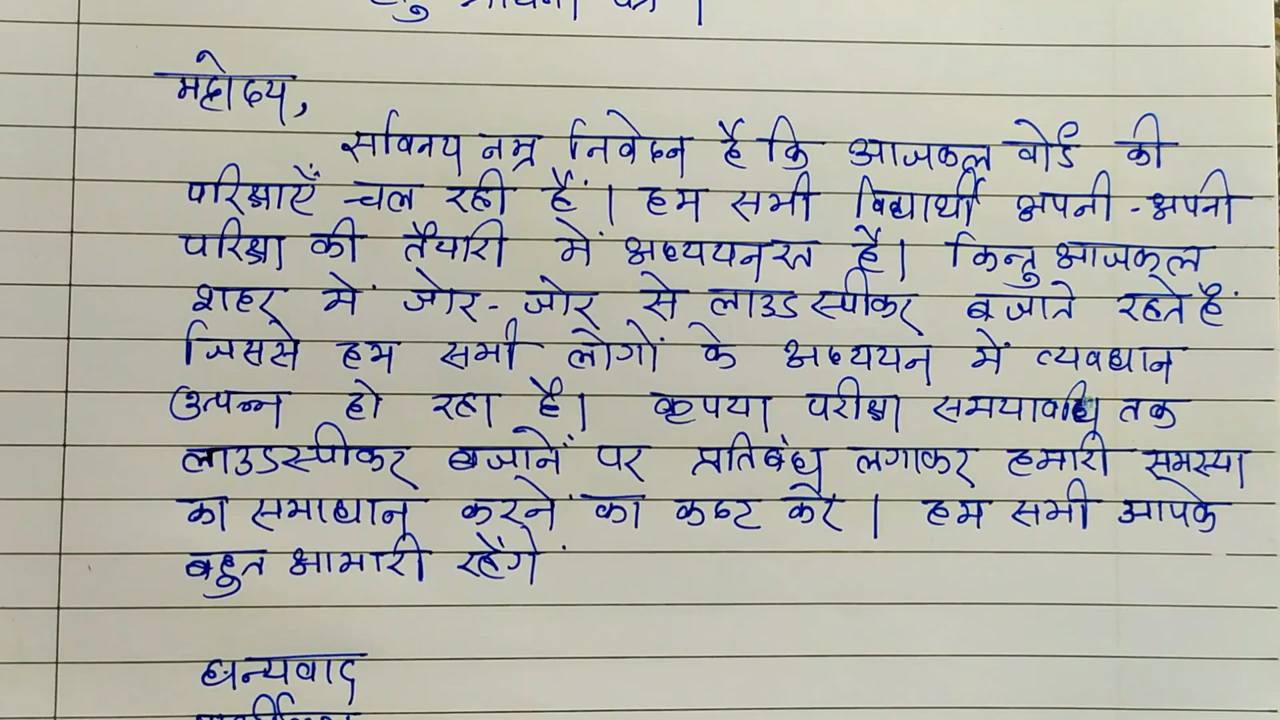 हेतु प्रार्थना पत्र ।
महोदय,
सविनय नम्र निवेदन है कि आजकल बोर्ड की
परिक्षाएँ चल रही हैं । हम सभी विद्यार्थी अपनी - अपनी
परिक्षा की तैयारी में अध्ययनरत है। किन्तु आजकल
शहर में जोर - जोर से लाउडस्पीकर बजाते रहते हैं
जिससे हम सभी लोगों के अध्ययन में व्यवधान
उत्पन्न हो रहा है। कृपया परीक्षा समयावधि तक
लाउडस्पीकर बजानें पर प्रतिबंध लगाकर हमारी समस्या
का समाधान करनें का कष्ट करें । हम सभी आपके
बहुत आभारी रहेंगें
धन्यवाद